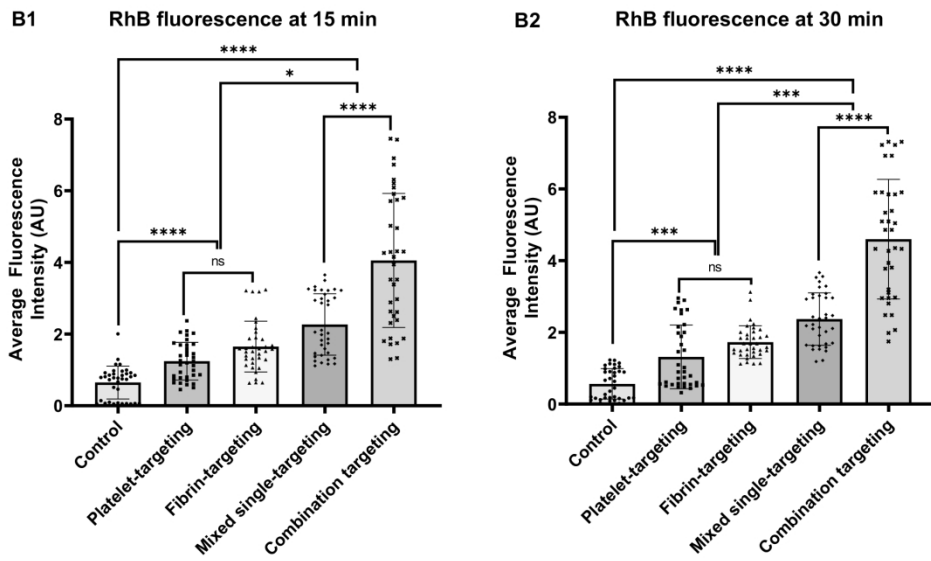 B1 RhB fluorescence at 15 min
****
*
****
****
ns
Average Fluorescence
Intensity (AU)
8
6
4
2
0
Control
Platelet-targeting
Fibrin-targeting
Mixed single-targeting
Combination targeting
B2 RhB fluorescence at 30 min
****
***
****
***
ns
Average Fluorescence
Intensity (AU)
8
6
4
2
0
Control
Platelet-targeting
Fibrin-targeting
Mixed single-targeting
Combination targeting